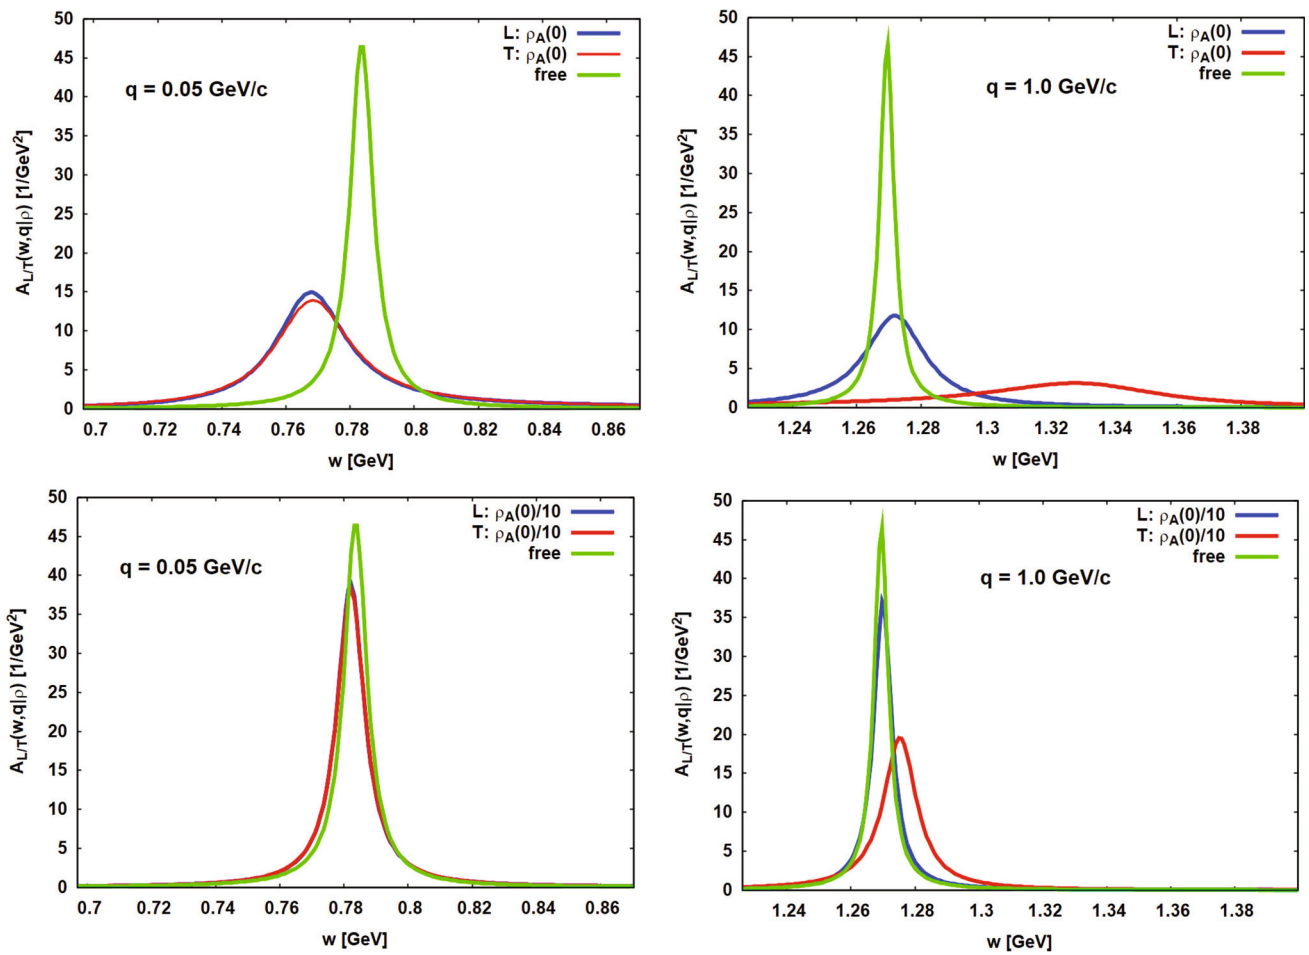 50
45
40
35
30
25
20
15
10
5
0
A_{L/T}(w,q|ρ) [1/GeV²]
L: ρ_A(0)
T: ρ_A(0)
free
q = 0.05 GeV/c
0.7 0.72 0.74 0.76 0.78 0.8 0.82 0.84 0.86
w [GeV]
50
45
40
35
30
25
20
15
10
5
0
A_{L/T}(w,q|ρ) [1/GeV²]
L: ρ_A(0)
T: ρ_A(0)
free
q = 1.0 GeV/c
1.24 1.26 1.28 1.3 1.32 1.34 1.36 1.38
w [GeV]
50
45
40
35
30
25
20
15
10
5
0
A_{L/T}(w,q|ρ) [1/GeV²]
L: ρ_A(0)/10
T: ρ_A(0)/10
free
q = 0.05 GeV/c
0.7 0.72 0.74 0.76 0.78 0.8 0.82 0.84 0.86
w [GeV]
50
45
40
35
30
25
20
15
10
5
0
A_{L/T}(w,q|ρ) [1/GeV²]
L: ρ_A(0)/10
T: ρ_A(0)/10
free
q = 1.0 GeV/c
1.24 1.26 1.28 1.3 1.32 1.34 1.36 1.38
w [GeV]